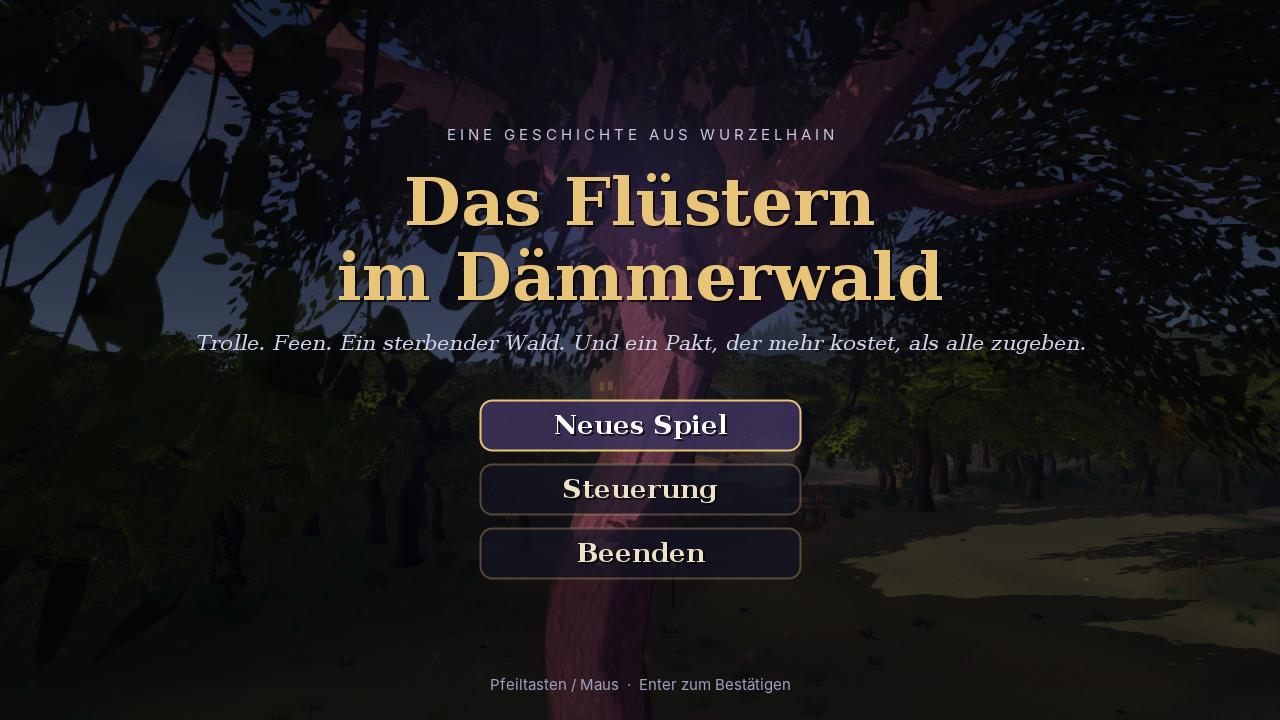 EINE GESCHICHTE AUS WURZELHAIN
Das Flüstern
im Dämmerwald
Trolle. Feen. Ein sterbender Wald. Und ein Pakt, der mehr kostet, als alle zugeben.
Neues Spiel
Steuerung
Beenden
Pfeiltasten / Maus · Enter zum Bestätigen